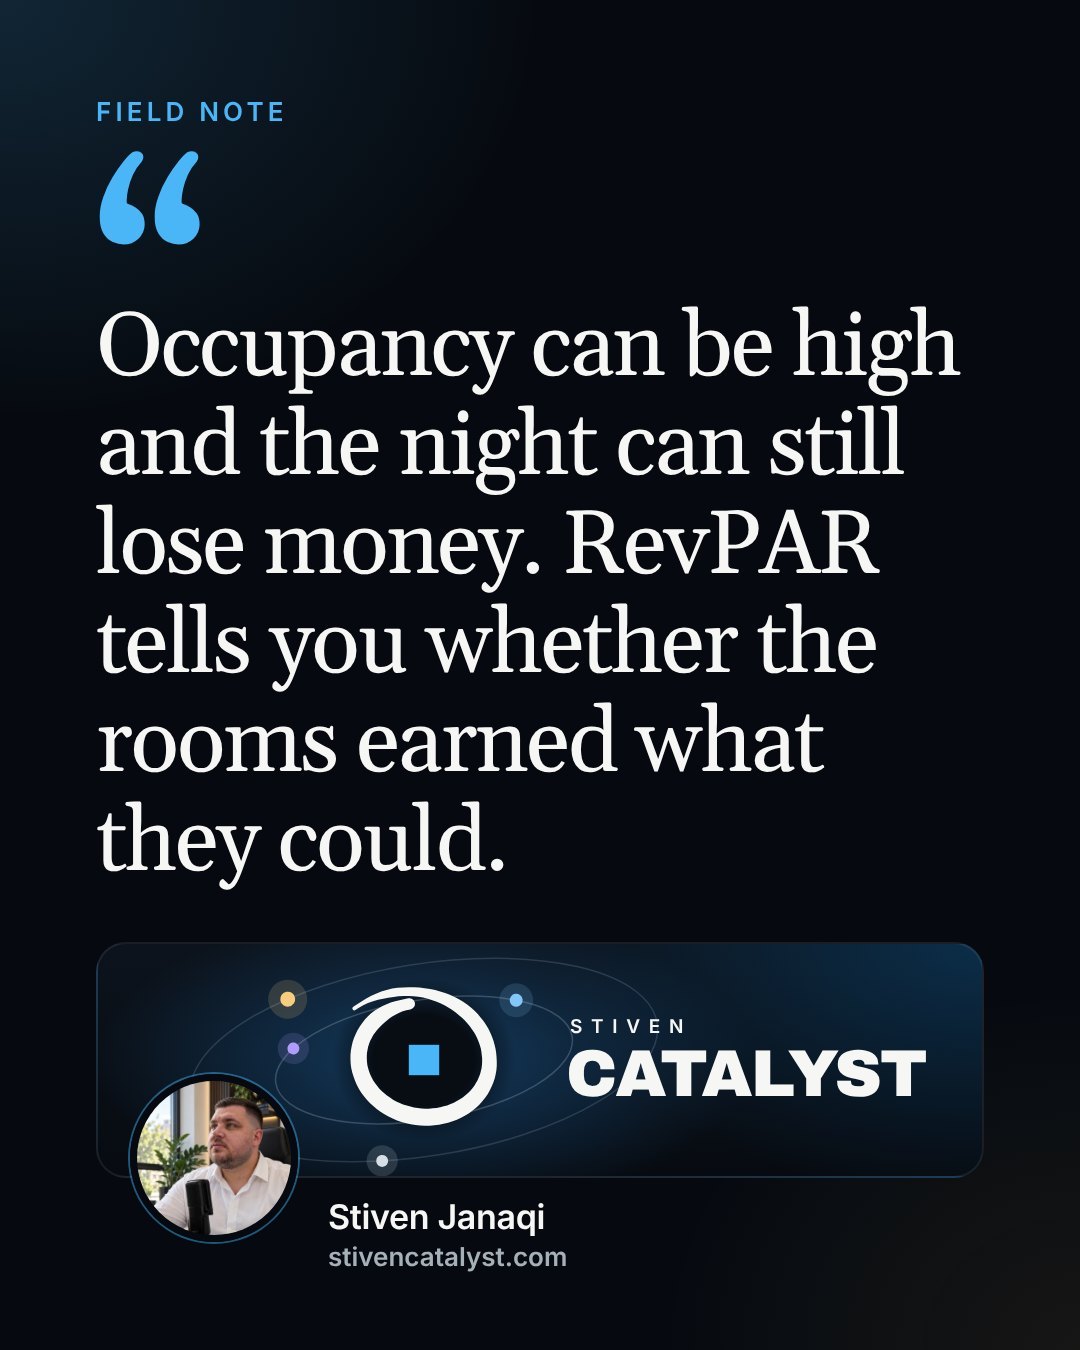 FIELD NOTE
“
Occupancy can be high
and the night can still
lose money. RevPAR
tells you whether the
rooms earned what
they could.
STIVEN
CATALYST
Stiven Janaqi
stivencatalyst.com